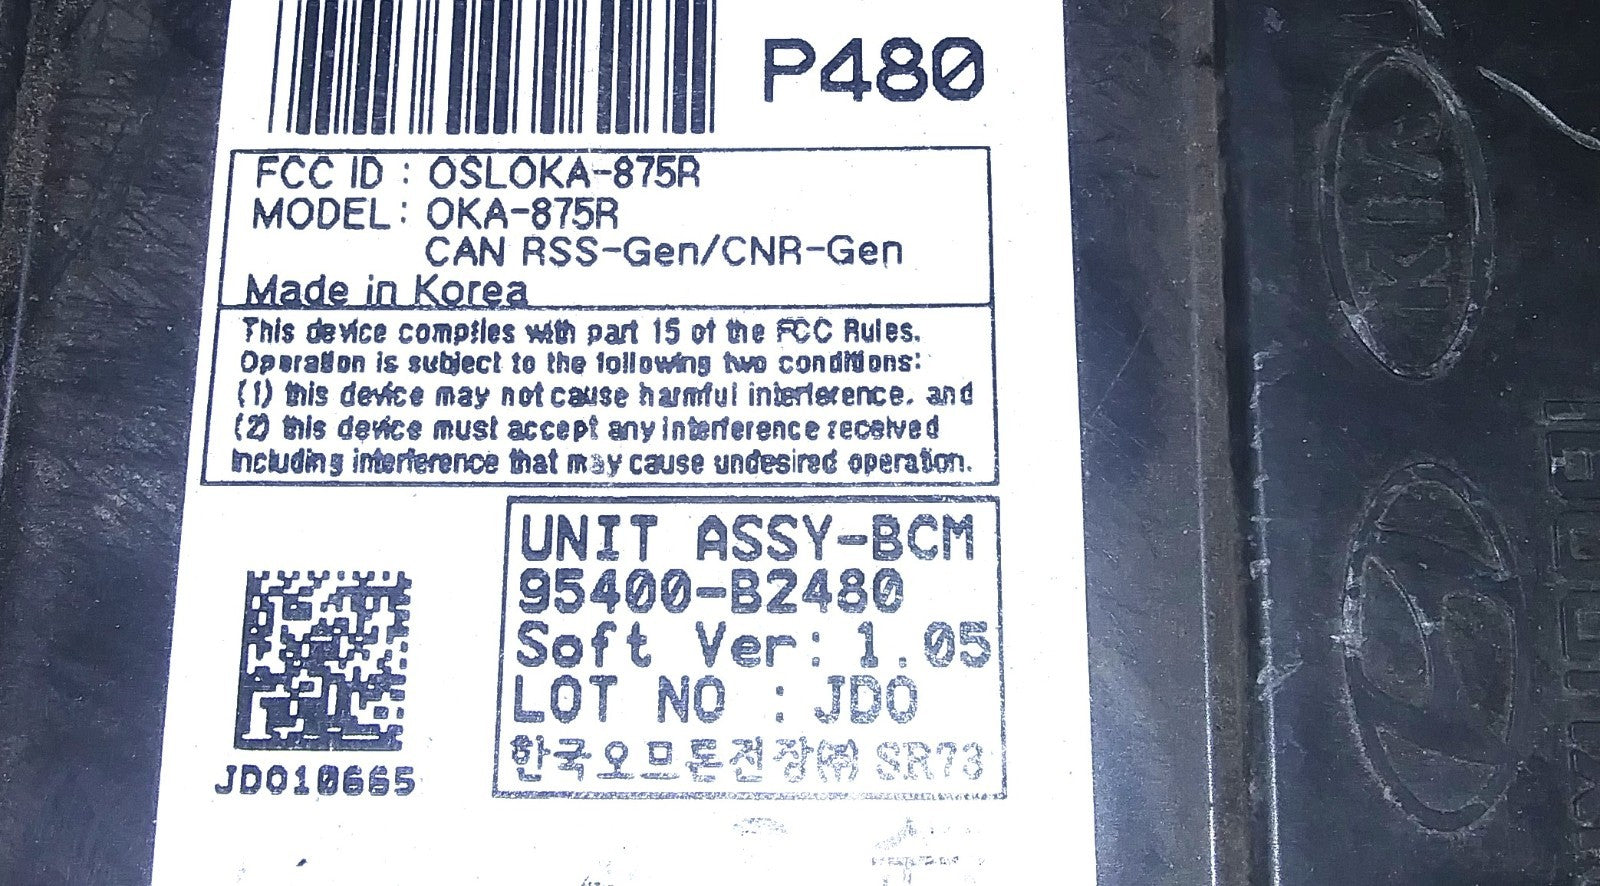 P480
FCC ID : OSLOKA-875R
MODEL: OKA-875R
CAN RSS-Gen/CNR-Gen
Made in Korea
This device complies with part 15 of the FCC Rules.
Operation is subject to the following two conditions:
(1) this device may not cause harmful interference, and
(2) this device must accept any interference received
including interference that may cause undesired operation.
UNIT ASSY-BCM
95400-B2480
Soft Ver: 1.05
LOT NO : JDO
한국오므론전장㈜ SR73
JDO10665
KIA